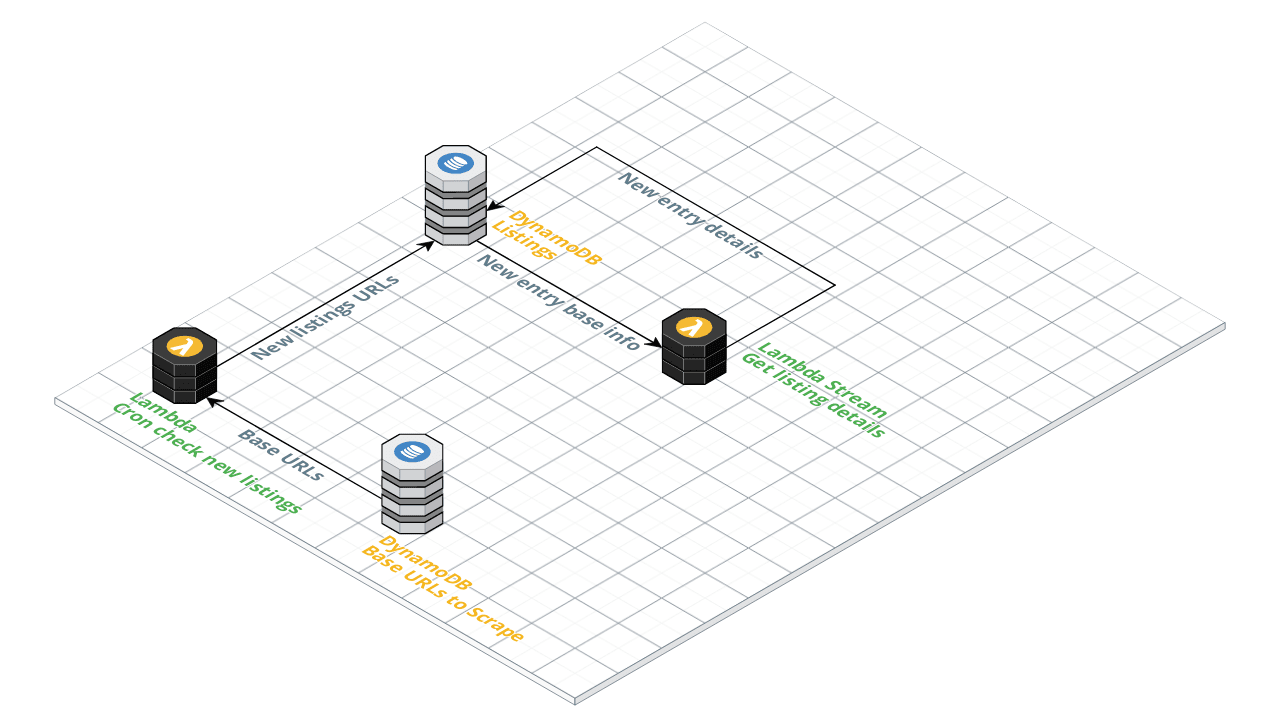 New entry details
DynamoDB
Listings
New entry base info
New listings URLs
Lambda Stream
Get listing details
Lambda
Cron check new listings
Base URLs
DynamoDB
Base URLs to Scrape